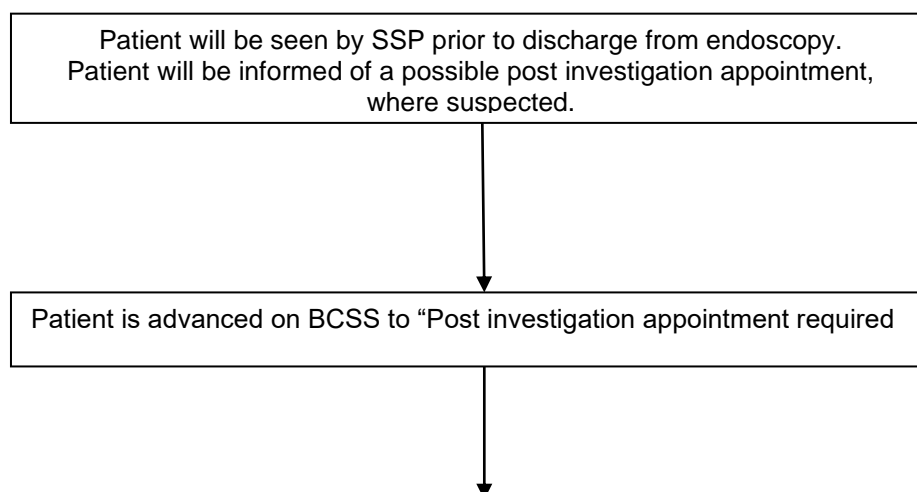 Patient will be seen by SSP prior to discharge from endoscopy.
Patient will be informed of a possible post investigation appointment,
where suspected.
Patient is advanced on BCSS to “Post investigation appointment required